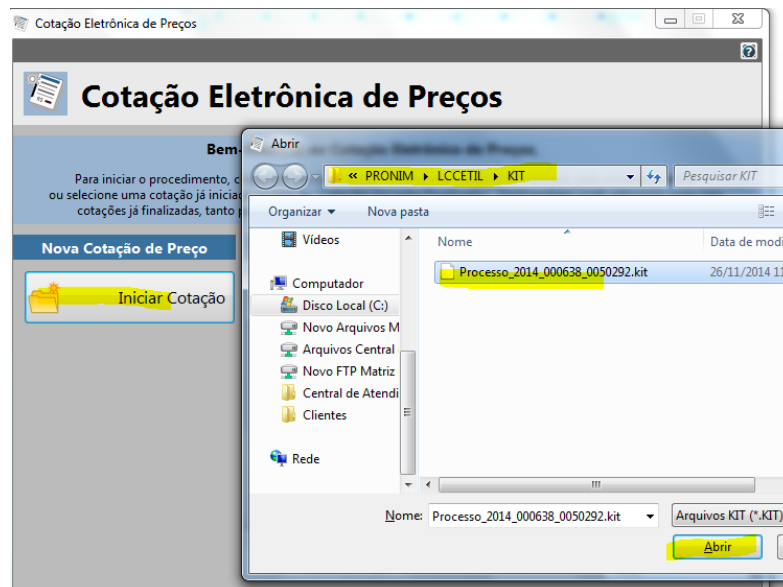 Cotação Eletrônica de Preços
Cotação Eletrônica de Preços
Bem-
Para iniciar o procedimento, c
ou selecione uma cotação já inicia
cotações já finalizadas, tanto
Nova Cotação de Preço
Iniciar Cotação
Abrir
« PRONIM ▸ LCCETIL ▸ KIT
Pesquisar KIT
Organizar ▾ Nova pasta
Vídeos
Computador
Disco Local (C:)
Novo Arquivos M
Arquivos Central
Novo FTP Matriz
Central de Atendi
Clientes
Rede
Nome Data de modi
Processo_2014_000638_0050292.kit 26/11/2014 11
Nome: Processo_2014_000638_0050292.kit Arquivos KIT (*.KIT)
Abrir